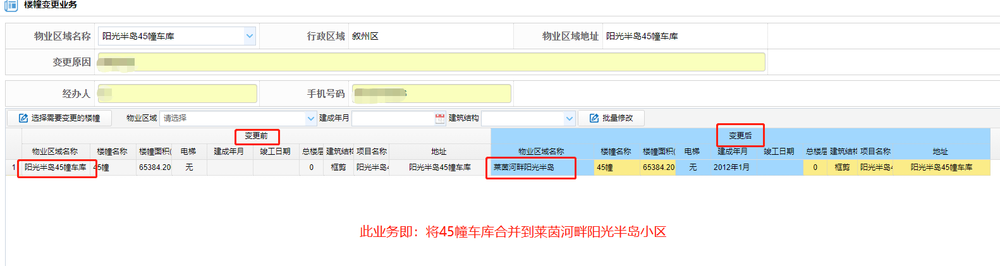 楼幢变更业务
物业区域名称 阳光半岛45幢车库 行政区域 叙州区 物业区域地址 阳光半岛45幢车库
变更原因
经办人 手机号码
选择需要变更的楼幢 物业区域 请选择 建成年月 建筑结构 批量修改
变更前 变更后
物业区域名称 楼幢名称 楼幢面积( 电梯 建成年月 竣工日期 总楼层 建筑结构 项目名称 地址 物业区域名称 楼幢名称 楼幢面积( 电梯 建成年月 竣工日期 总楼层 建筑结构 项目名称 地址
1 阳光半岛45幢车库 45幢 65384.20 无 0 框剪 阳光半岛4 阳光半岛45幢车库 莱茵河畔阳光半岛 45幢 65384.20 无 2012年1月 0 框剪 阳光半岛4 阳光半岛45幢车库
此业务即：将45幢车库合并到莱茵河畔阳光半岛小区